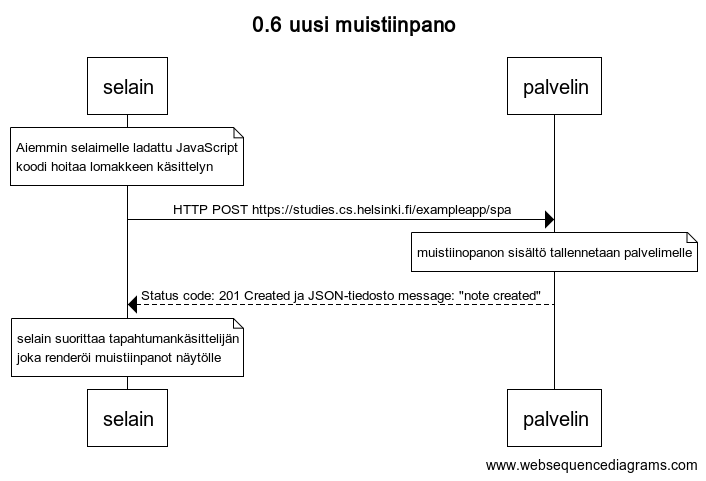 0.6 uusi muistiinpano
selain
palvelin
Aiemmin selaimelle ladattu JavaScript
koodi hoitaa lomakkeen käsittelyn
HTTP POST https://studies.cs.helsinki.fi/exampleapp/spa
muistiinopanon sisältö tallennetaan palvelimelle
Status code: 201 Created ja JSON-tiedosto message: "note created"
selain suorittaa tapahtumankäsittelijän
joka renderöi muistiinpanot näytölle
selain
palvelin
www.websequencediagrams.com